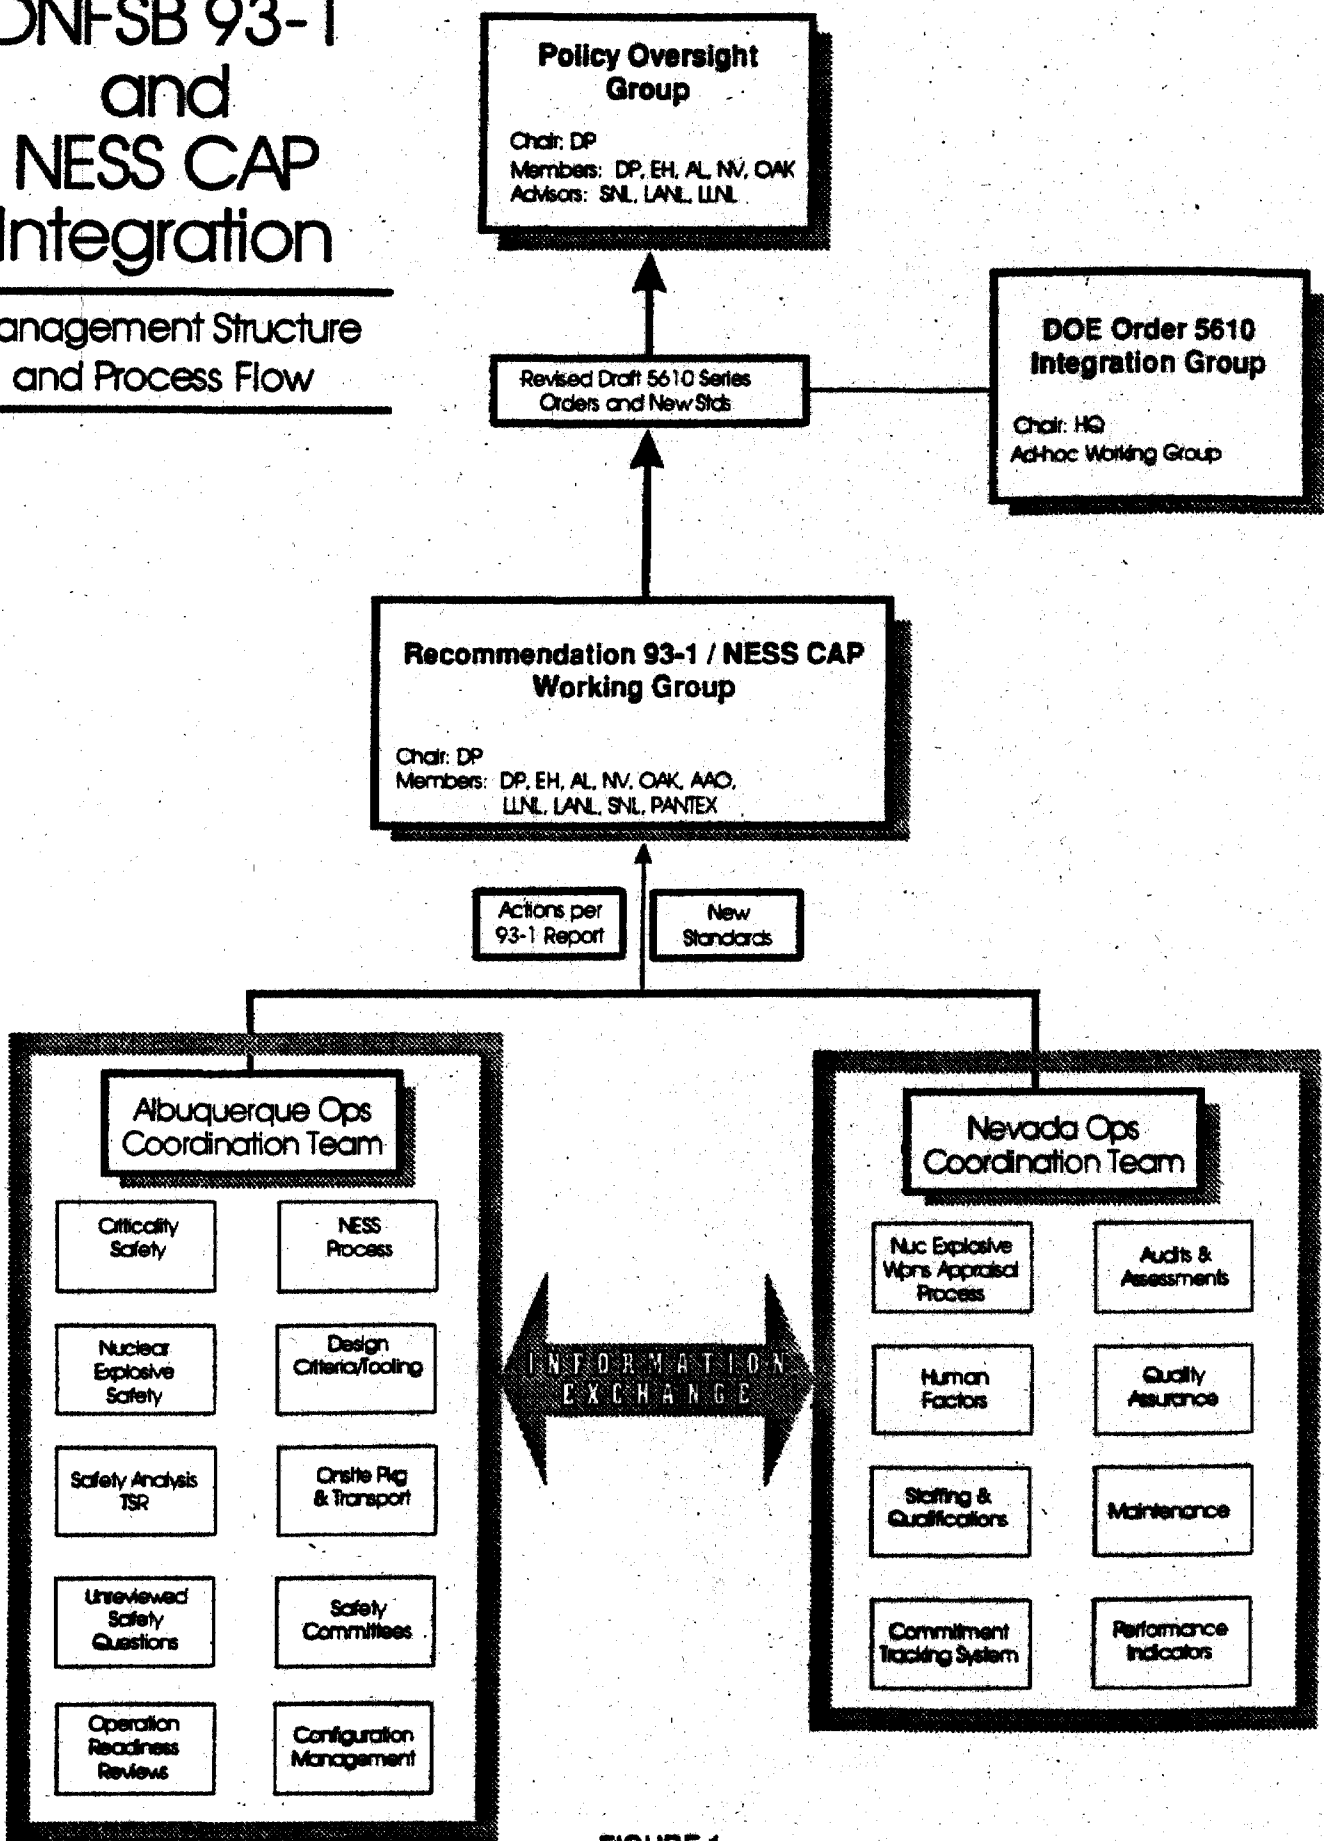 DNFSB 93-1
and
NESS CAP
Integration
anagement Structure
and Process Flow
Policy Oversight
Group
Chair: DP
Members: DP, EH, AL, NV, OAK
Advisors: SNL, LANL, LLNL
Revised Draft 5610 Series
Orders and New Stds
DOE Order 5610
Integration Group
Chair: HQ
Ad-hoc Working Group
Recommendation 93-1 / NESS CAP
Working Group
Chair: DP
Members: DP, EH, AL, NV, OAK, AAO,
LLNL, LANL, SNL, PANTEX
Actions per
93-1 Report
New
Standards
Albuquerque Ops
Coordination Team
Criticality
Safety
NESS
Process
Nuclear
Explosive
Safety
Design
Criteria/Tooling
Safety Analysis
TSR
Onsite Pkg
& Transport
Unreviewed
Safety
Questions
Safety
Committees
Operation
Readiness
Reviews
Configuration
Management
INFORMATION
EXCHANGE
Nevada Ops
Coordination Team
Nuc Explosive
Wpns Appraisal
Process
Audits &
Assessments
Human
Factors
Quality
Assurance
Staffing &
Qualifications
Maintenance
Commitment
Tracking System
Performance
Indicators
FIGURE 1